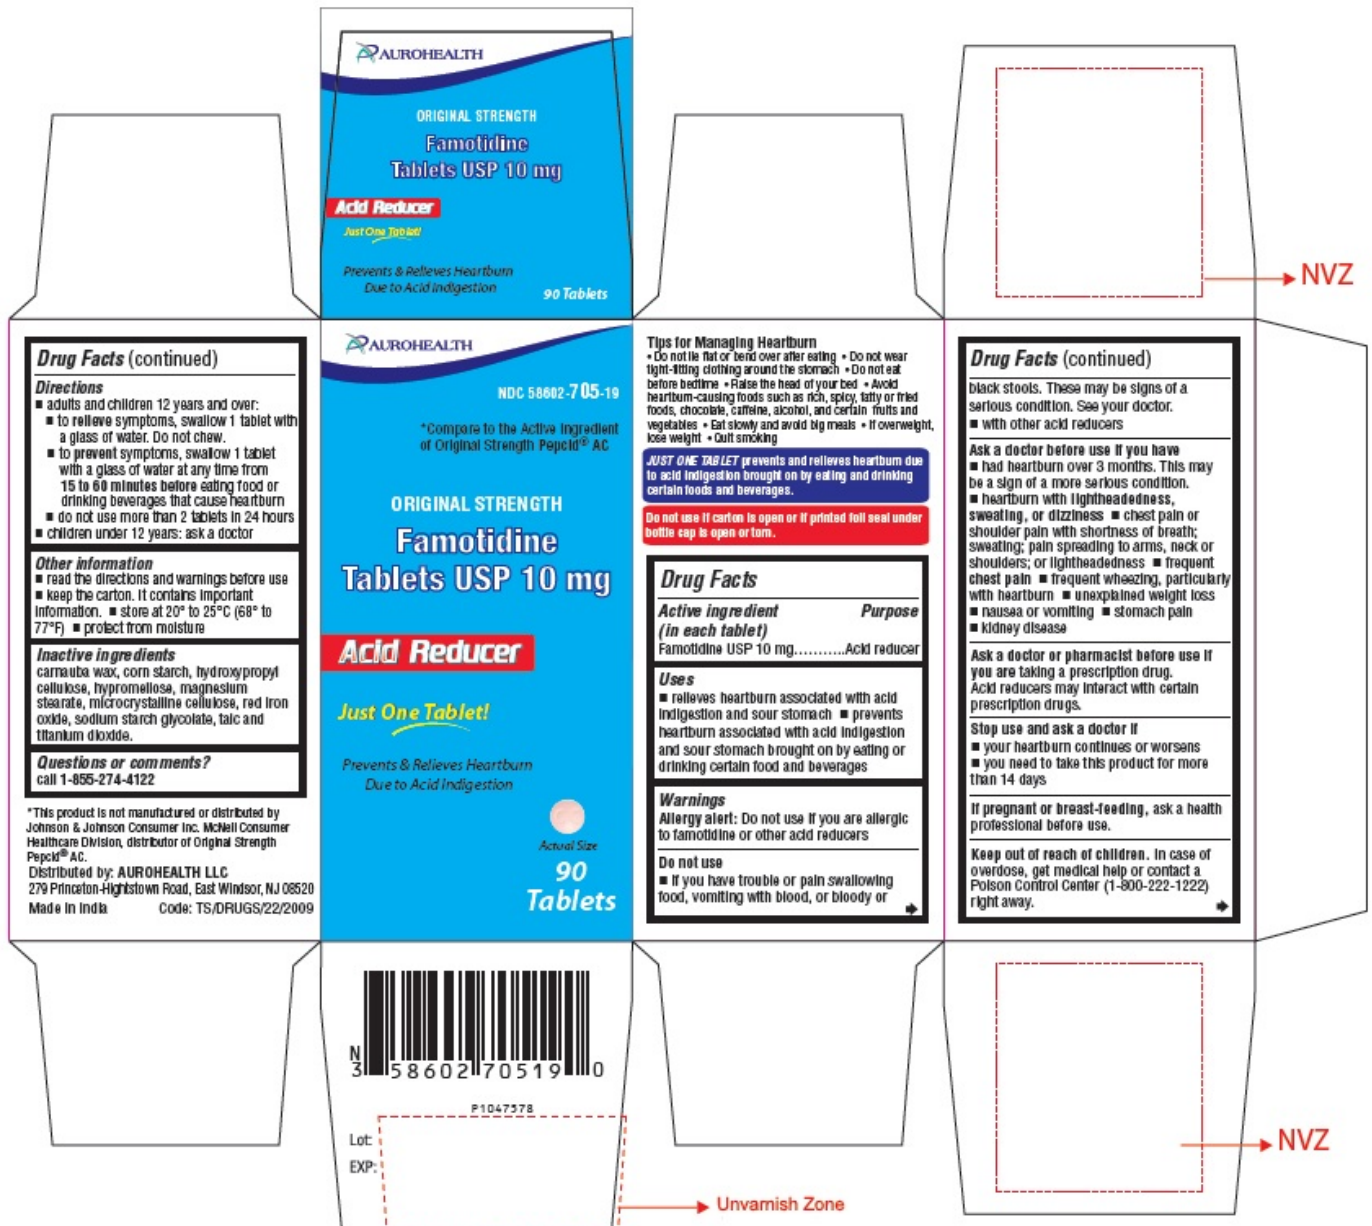 AUROHEALTH
ORIGINAL STRENGTH
Famotidine
Tablets USP 10 mg
Acid Reducer
Just One Tablet!
Prevents & Relieves Heartburn
Due to Acid Indigestion
90 Tablets
NVZ
Drug Facts (continued)
Directions
■ adults and children 12 years and over:
■ to relieve symptoms, swallow 1 tablet with
a glass of water. Do not chew.
■ to prevent symptoms, swallow 1 tablet
with a glass of water at any time from
15 to 60 minutes before eating food or
drinking beverages that cause heartburn
■ do not use more than 2 tablets in 24 hours
■ children under 12 years: ask a doctor
Other information
■ read the directions and warnings before use
■ keep the carton. It contains important
information. ■ store at 20° to 25°C (68° to
77°F) ■ protect from moisture
Inactive ingredients
carnauba wax, corn starch, hydroxypropyl
cellulose, hypromellose, magnesium
stearate, microcrystalline cellulose, red iron
oxide, sodium starch glycolate, talc and
titanium dioxide.
Questions or comments?
call 1-855-274-4122
*This product is not manufactured or distributed by
Johnson & Johnson Consumer Inc. McNeil Consumer
Healthcare Division, distributor of Original Strength
Pepcid® AC.
Distributed by: AUROHEALTH LLC
279 Princeton-Hightstown Road, East Windsor, NJ 08520
Made in India Code: TS/DRUGS/22/2009
AUROHEALTH
NDC 58602-705-19
*Compare to the Active Ingredient
of Original Strength Pepcid® AC
ORIGINAL STRENGTH
Famotidine
Tablets USP 10 mg
Acid Reducer
Just One Tablet!
Prevents & Relieves Heartburn
Due to Acid Indigestion
Actual Size
90
Tablets
Tips for Managing Heartburn
• Do not lie flat or bend over after eating • Do not wear
tight-fitting clothing around the stomach • Do not eat
before bedtime • Raise the head of your bed • Avoid
heartburn-causing foods such as rich, spicy, fatty or fried
foods, chocolate, caffeine, alcohol, and certain fruits and
vegetables • Eat slowly and avoid big meals • If overweight,
lose weight • Quit smoking
JUST ONE TABLET prevents and relieves heartburn due
to acid indigestion brought on by eating and drinking
certain foods and beverages.
Do not use if carton is open or if printed foil seal under
bottle cap is open or torn.
Drug Facts
Active ingredient Purpose
(in each tablet)
Famotidine USP 10 mg...........Acid reducer
Uses
■ relieves heartburn associated with acid
indigestion and sour stomach ■ prevents
heartburn associated with acid indigestion
and sour stomach brought on by eating or
drinking certain food and beverages
Warnings
Allergy alert: Do not use if you are allergic
to famotidine or other acid reducers
Do not use
■ if you have trouble or pain swallowing
food, vomiting with blood, or bloody or
Drug Facts (continued)
black stools. These may be signs of a
serious condition. See your doctor.
■ with other acid reducers
Ask a doctor before use if you have
■ had heartburn over 3 months. This may
be a sign of a more serious condition.
■ heartburn with lightheadedness,
sweating, or dizziness ■ chest pain or
shoulder pain with shortness of breath;
sweating; pain spreading to arms, neck or
shoulders; or lightheadedness ■ frequent
chest pain ■ frequent wheezing, particularly
with heartburn ■ unexplained weight loss
■ nausea or vomiting ■ stomach pain
■ kidney disease
Ask a doctor or pharmacist before use if
you are taking a prescription drug.
Acid reducers may interact with certain
prescription drugs.
Stop use and ask a doctor if
■ your heartburn continues or worsens
■ you need to take this product for more
than 14 days
If pregnant or breast-feeding, ask a health
professional before use.
Keep out of reach of children. In case of
overdose, get medical help or contact a
Poison Control Center (1-800-222-1222)
right away.
N
3 58602 70519 0
P1047378
Lot:
EXP:
Unvarnish Zone
NVZ